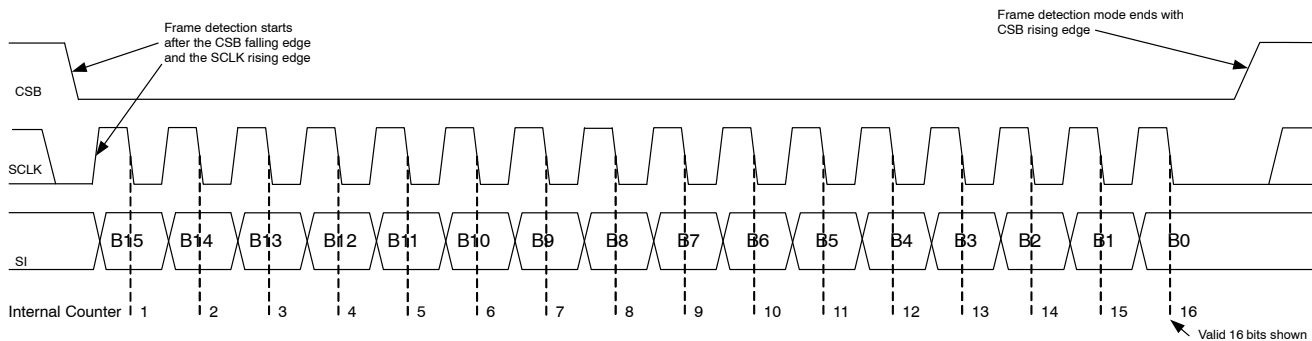 Frame detection starts
after the CSB falling edge
and the SCLK rising edge
Frame detection mode ends with
CSB rising edge
CSB
SCLK
SI
B15 B14 B13 B12 B11 B10 B9 B8 B7 B6 B5 B4 B3 B2 B1 B0
Internal Counter 1 2 3 4 5 6 7 8 9 10 11 12 13 14 15 16
Valid 16 bits shown